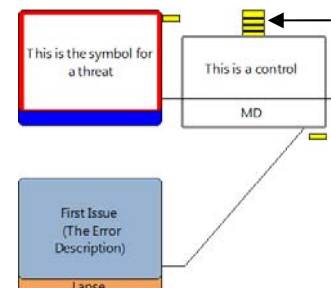 This is the symbol for
a threat
This is a control
MD
First Issue
(The Error
Description)
Lapse